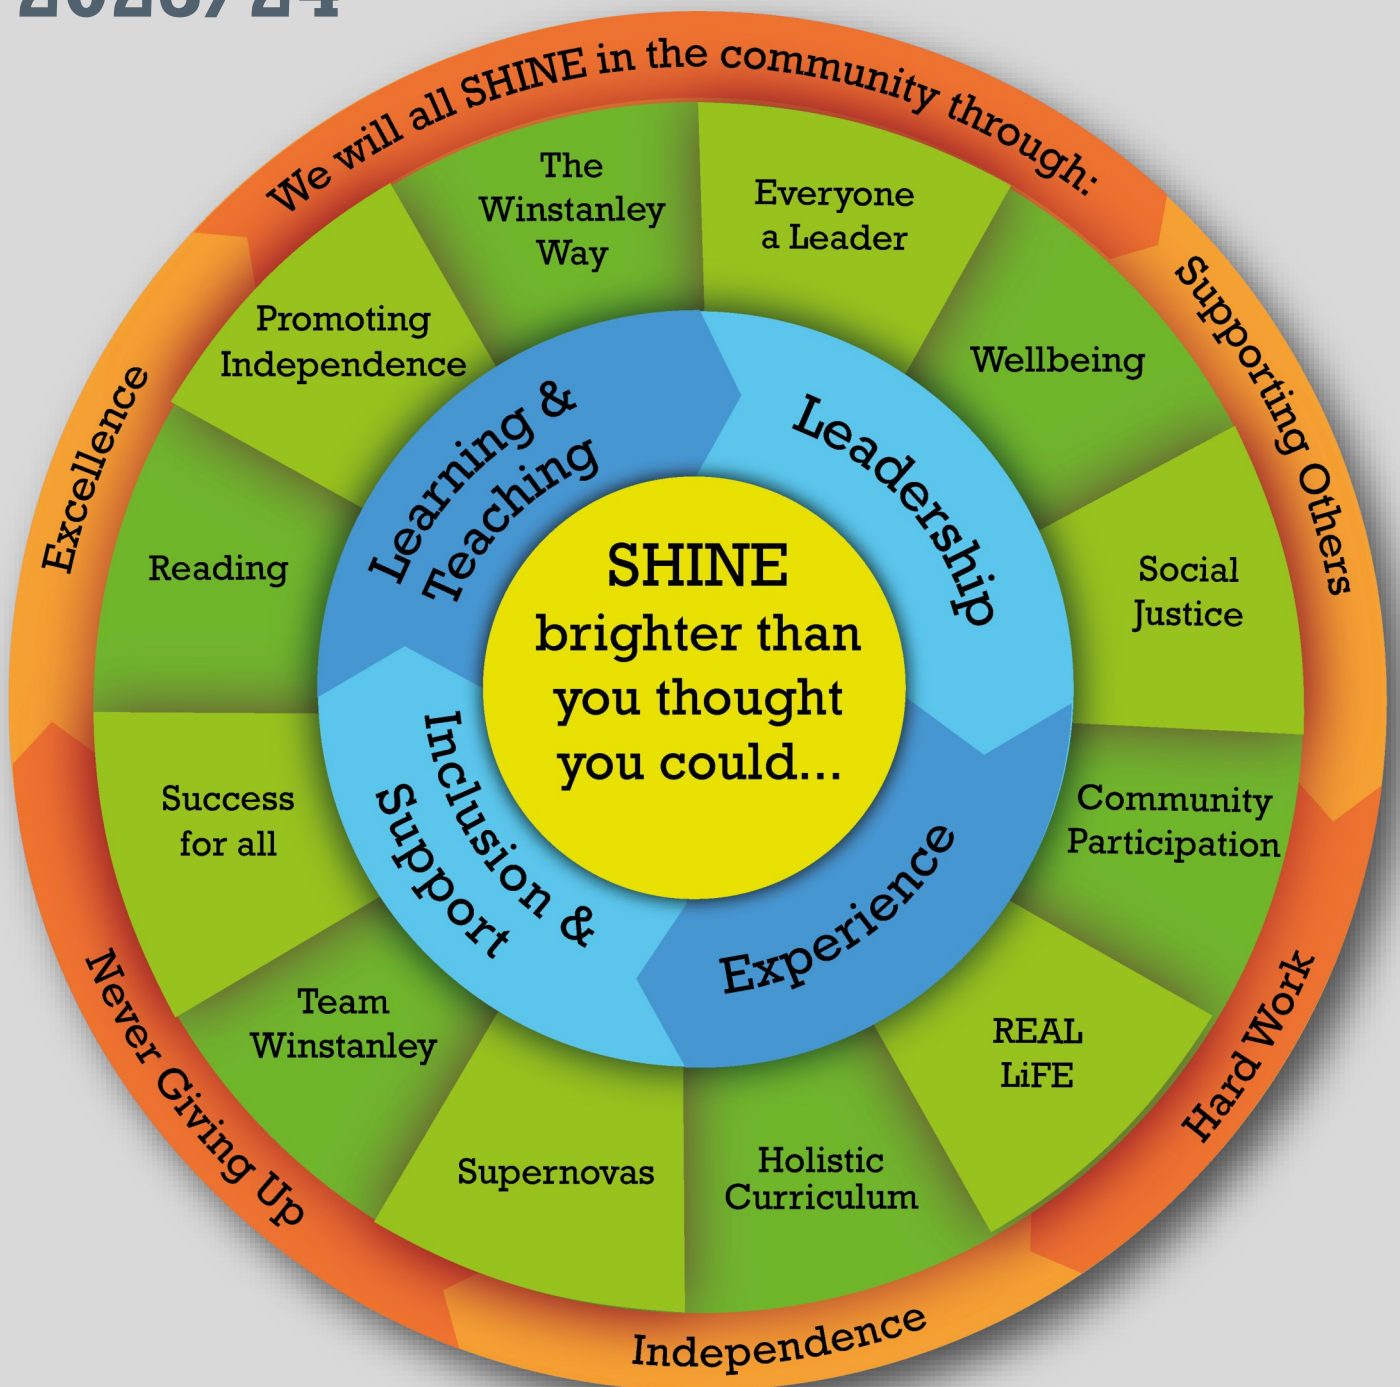 2023/24
We will all SHINE in the community through:
Supporting Others
Hard Work
Independence
Never Giving Up
Excellence
The
Winstanley
Way
Everyone
a Leader
Wellbeing
Social
Justice
Community
Participation
REAL
LiFE
Holistic
Curriculum
Supernovas
Team
Winstanley
Success
for all
Reading
Promoting
Independence
Learning &
Teaching
Leadership
Experience
Inclusion &
Support
SHINE
brighter than
you thought
you could...